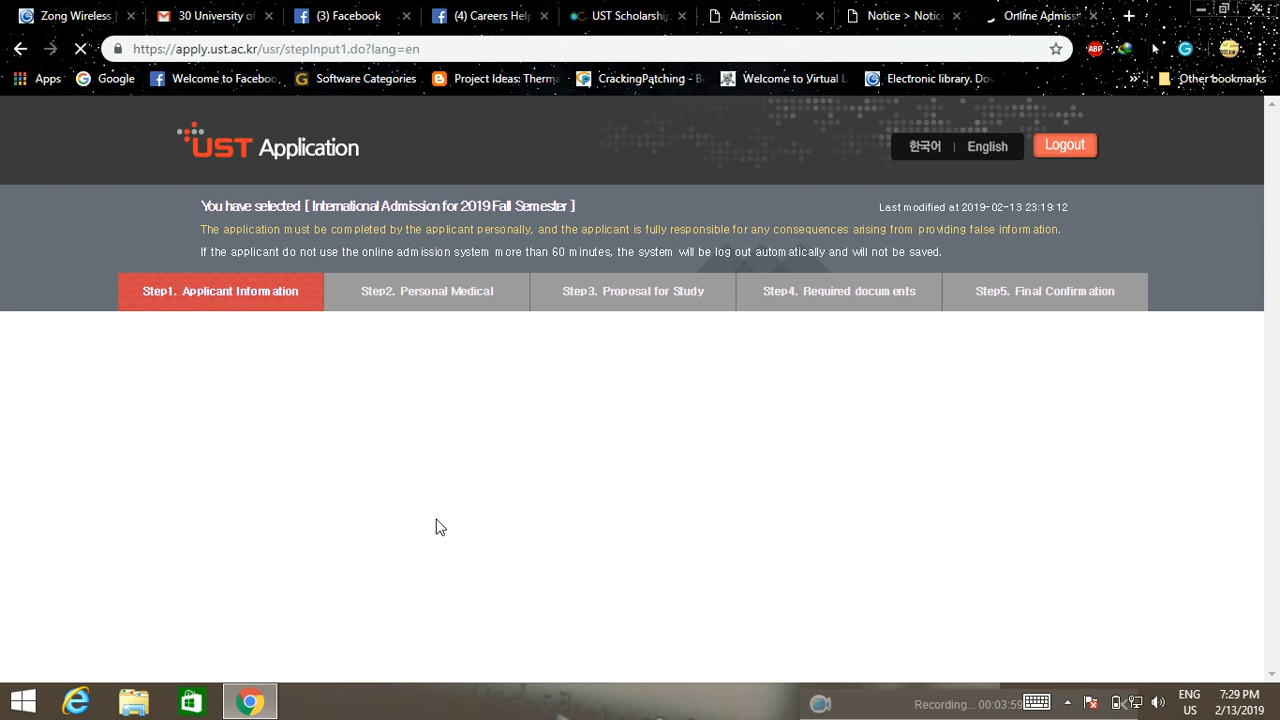 Zong Wireless
30 University of
(3) Facebook
(4) Careers Help
UST Scholarship
Admission
Notice > Notic
Online Admiss
https://apply.ust.ac.kr/usr/stepInput1.do?lang=en
ABP
Apps
Google
Welcome to Faceboo
Software Categories
Project Ideas: Therma
CrackingPatching - Be
Welcome to Virtual L
Electronic library. Do
Other bookmarks
UST Application
한국어 | English
Logout
You have selected [ International Admission for 2019 Fall Semester ]
Last modified at 2019-02-13 23:19:12
The application must be completed by the applicant personally, and the applicant is fully responsible for any consequences arising from providing false information.
If the applicant do not use the online admission system more than 60 minutes, the system will be log out automatically and will not be saved.
Step1. Applicant Information
Step2. Personal Medical
Step3. Proposal for Study
Step4. Required documents
Step5. Final Confirmation
Recording... 00:03:59
ENG
US
7:29 PM
2/13/2019